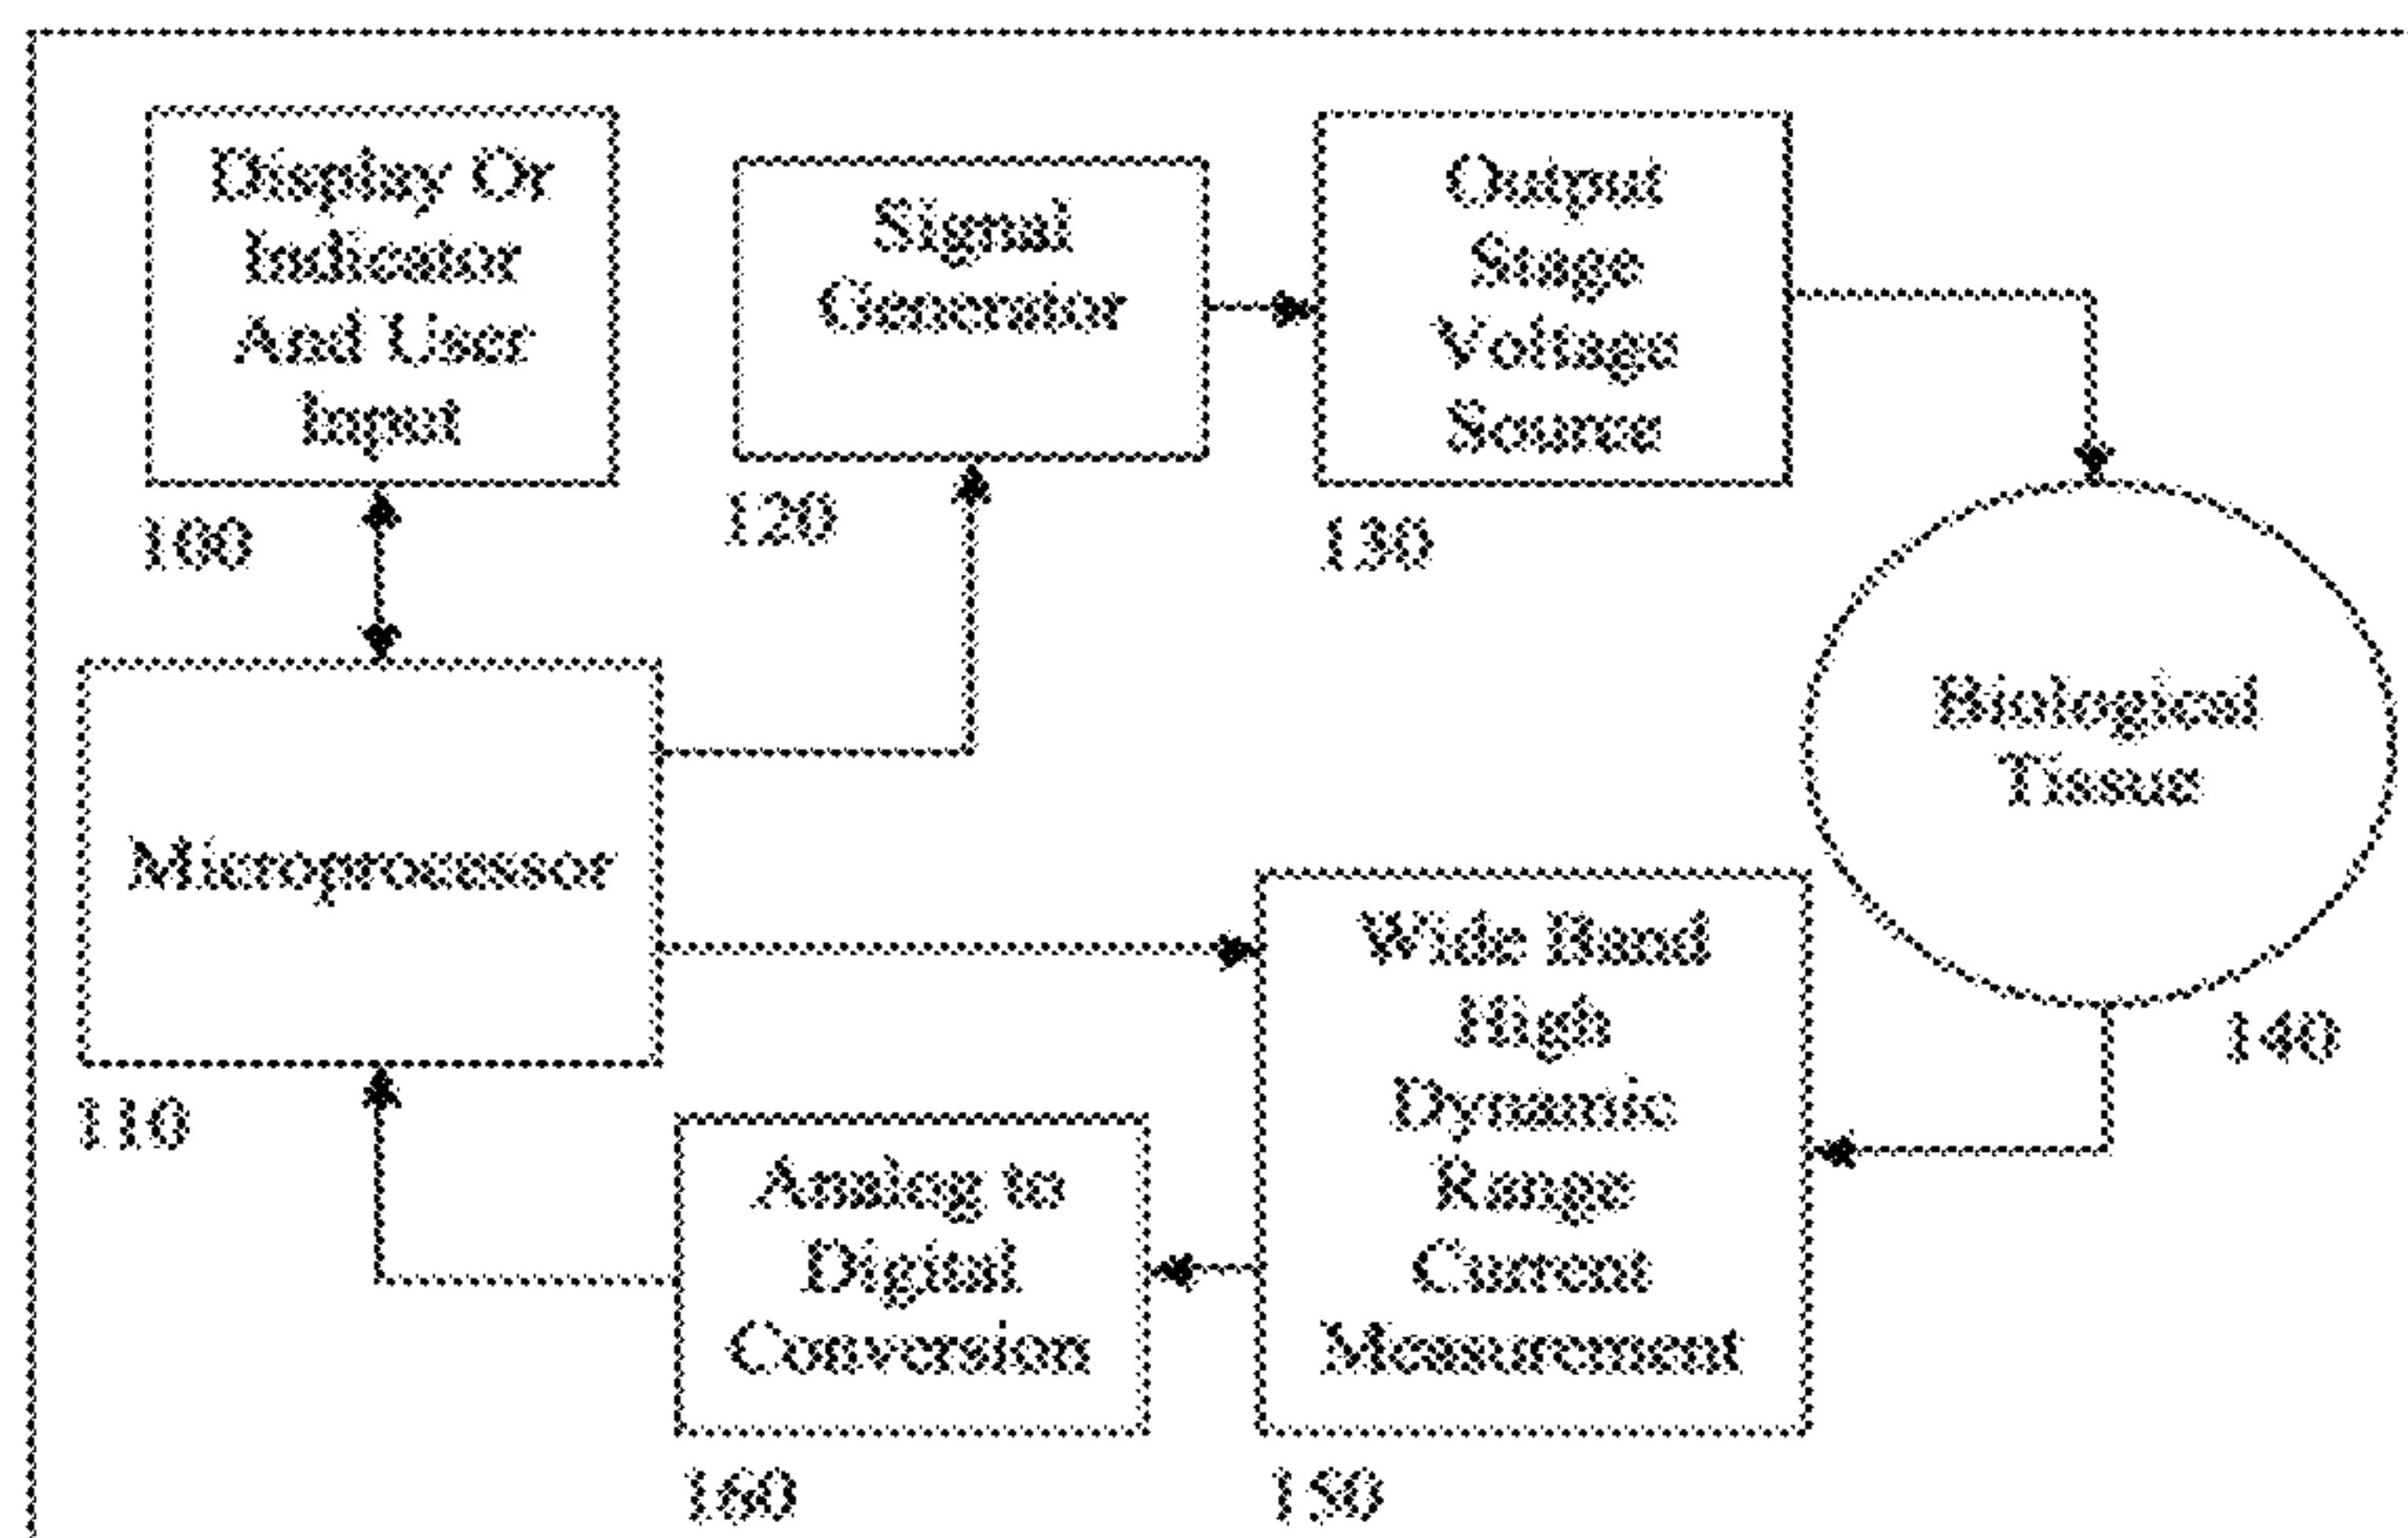 Display Or
Indicator
And User
Input
100
Signal
Generator
120
Output
Stage
Voltage
Source
130
Biological
Tissue
140
Microprocessor
110
Wide Band
High
Dynamic
Range
Current
Measurement
150
Analog to
Digital
Conversion
160